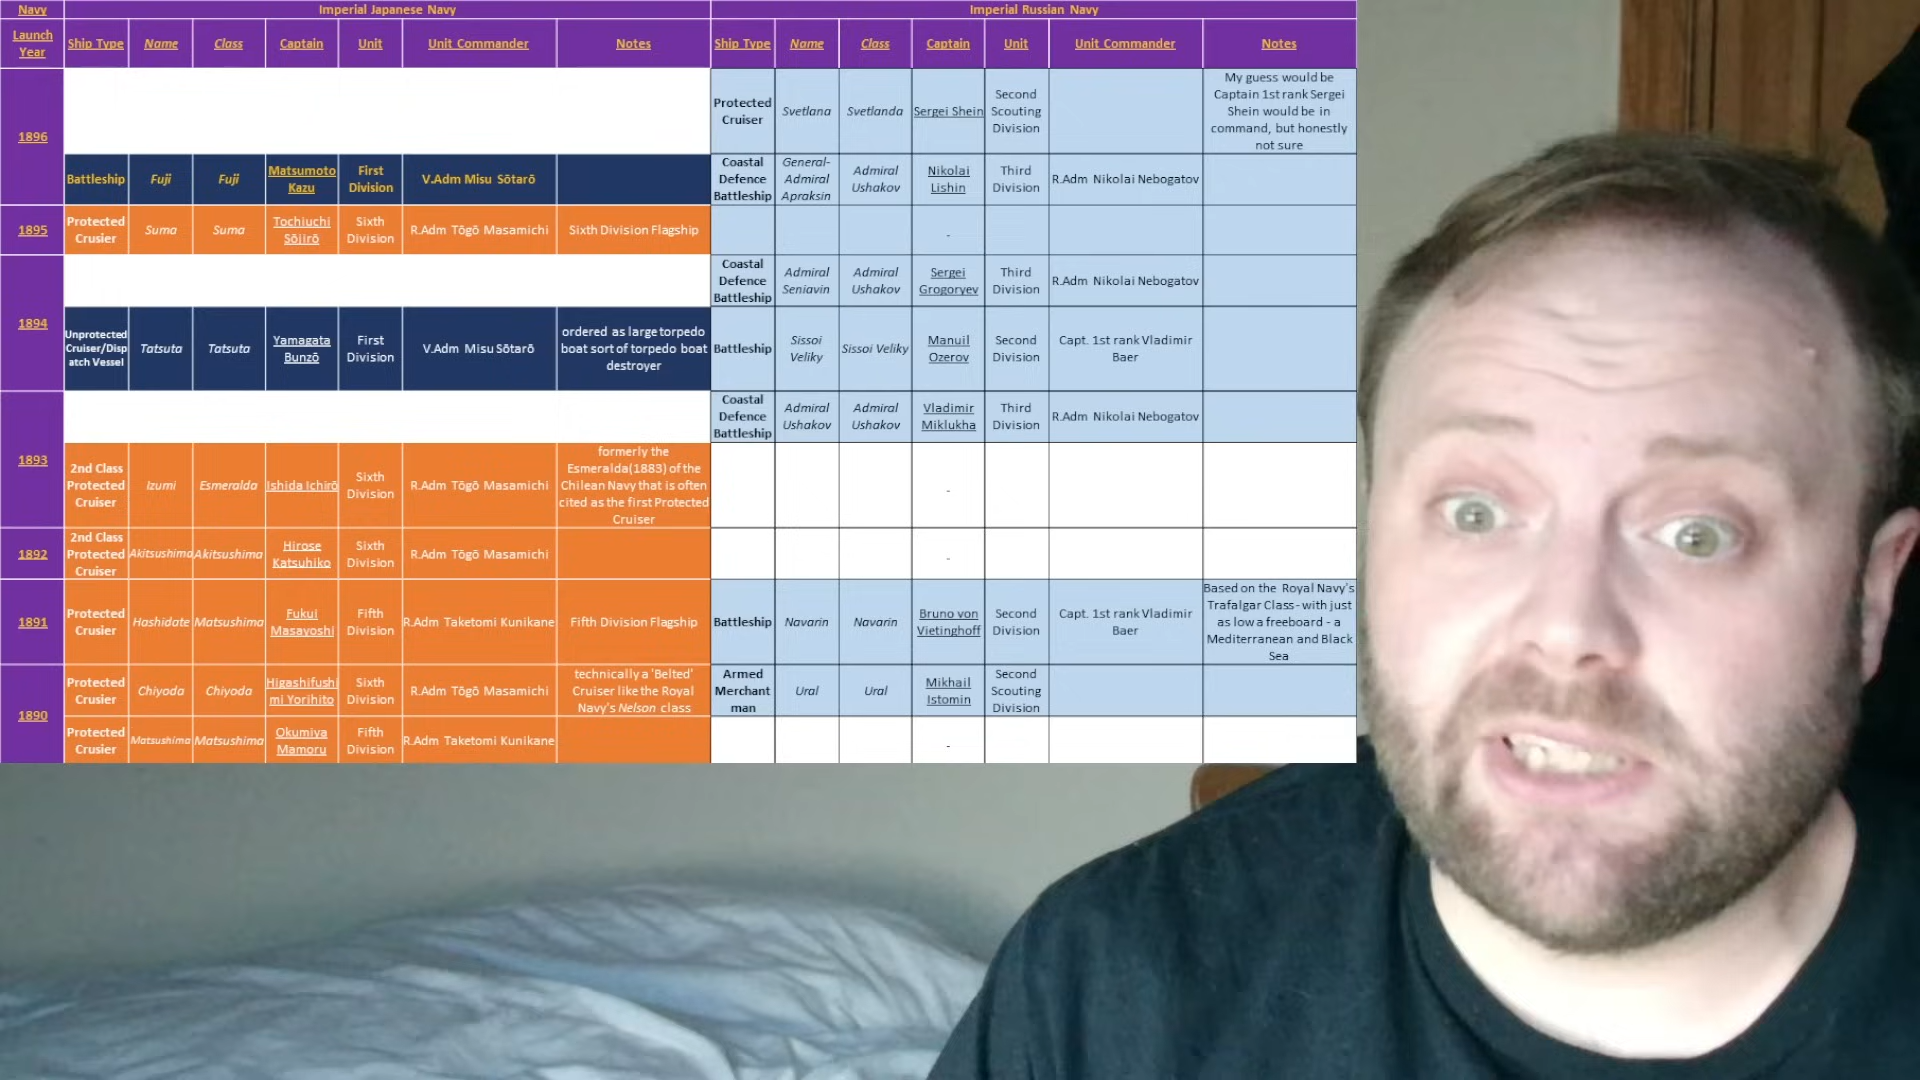 Navy Imperial Japanese Navy Imperial Russian Navy
Launch Year Ship Type Name Class Captain Unit Unit Commander Notes Ship Type Name Class Captain Unit Unit Commander Notes
1896
Protected Cruiser Svetlana Svetlanda Sergei Shein Second Scouting Division My guess would be Captain 1st rank Sergei Shein would be in command, but honestly not sure
Battleship Fuji Fuji Matsumoto Kazu First Division V.Adm Misu Sōtarō Coastal Defence Battleship General-Admiral Apraksin Admiral Ushakov Nikolai Lishin Third Division R.Adm Nikolai Nebogatov
1895 Protected Crusier Suma Suma Tochiuchi Sōjirō Sixth Division R.Adm Tōgō Masamichi Sixth Division Flagship -
1894
Coastal Defence Battleship Admiral Seniavin Admiral Ushakov Sergei Grogoryev Third Division R.Adm Nikolai Nebogatov
Unprotected Cruiser/Dispatch Vessel Tatsuta Tatsuta Yamagata Bunzō First Division V.Adm Misu Sōtarō ordered as large torpedo boat sort of torpedo boat destroyer Battleship Sissoi Veliky Sissoi Veliky Manuil Ozerov Second Division Capt. 1st rank Vladimir Baer
1893
Coastal Defence Battleship Admiral Ushakov Admiral Ushakov Vladimir Miklukha Third Division R.Adm Nikolai Nebogatov
2nd Class Protected Cruiser Izumi Esmeralda Ishida Ichirō Sixth Division R.Adm Tōgō Masamichi formerly the Esmeralda(1883) of the Chilean Navy that is often cited as the first Protected Cruiser -
1892 2nd Class Protected Cruiser Akitsushima Akitsushima Hirose Katsuhiko Sixth Division R.Adm Tōgō Masamichi -
1891 Protected Crusier Hashidate Matsushima Fukui Masayoshi Fifth Division R.Adm Taketomi Kunikane Fifth Division Flagship Battleship Navarin Navarin Bruno von Vietinghoff Second Division Capt. 1st rank Vladimir Baer Based on the Royal Navy's Trafalgar Class - with just as low a freeboard - a Mediterranean and Black Sea
1890
Protected Crusier Chiyoda Chiyoda Higashifushimi Yorihito Sixth Division R.Adm Tōgō Masamichi technically a 'Belted' Cruiser like the Royal Navy's Nelson class Armed Merchant man Ural Ural Mikhail Istomin Second Scouting Division
Protected Crusier Matsushima Matsushima Okumiya Mamoru Fifth Division R.Adm Taketomi Kunikane -